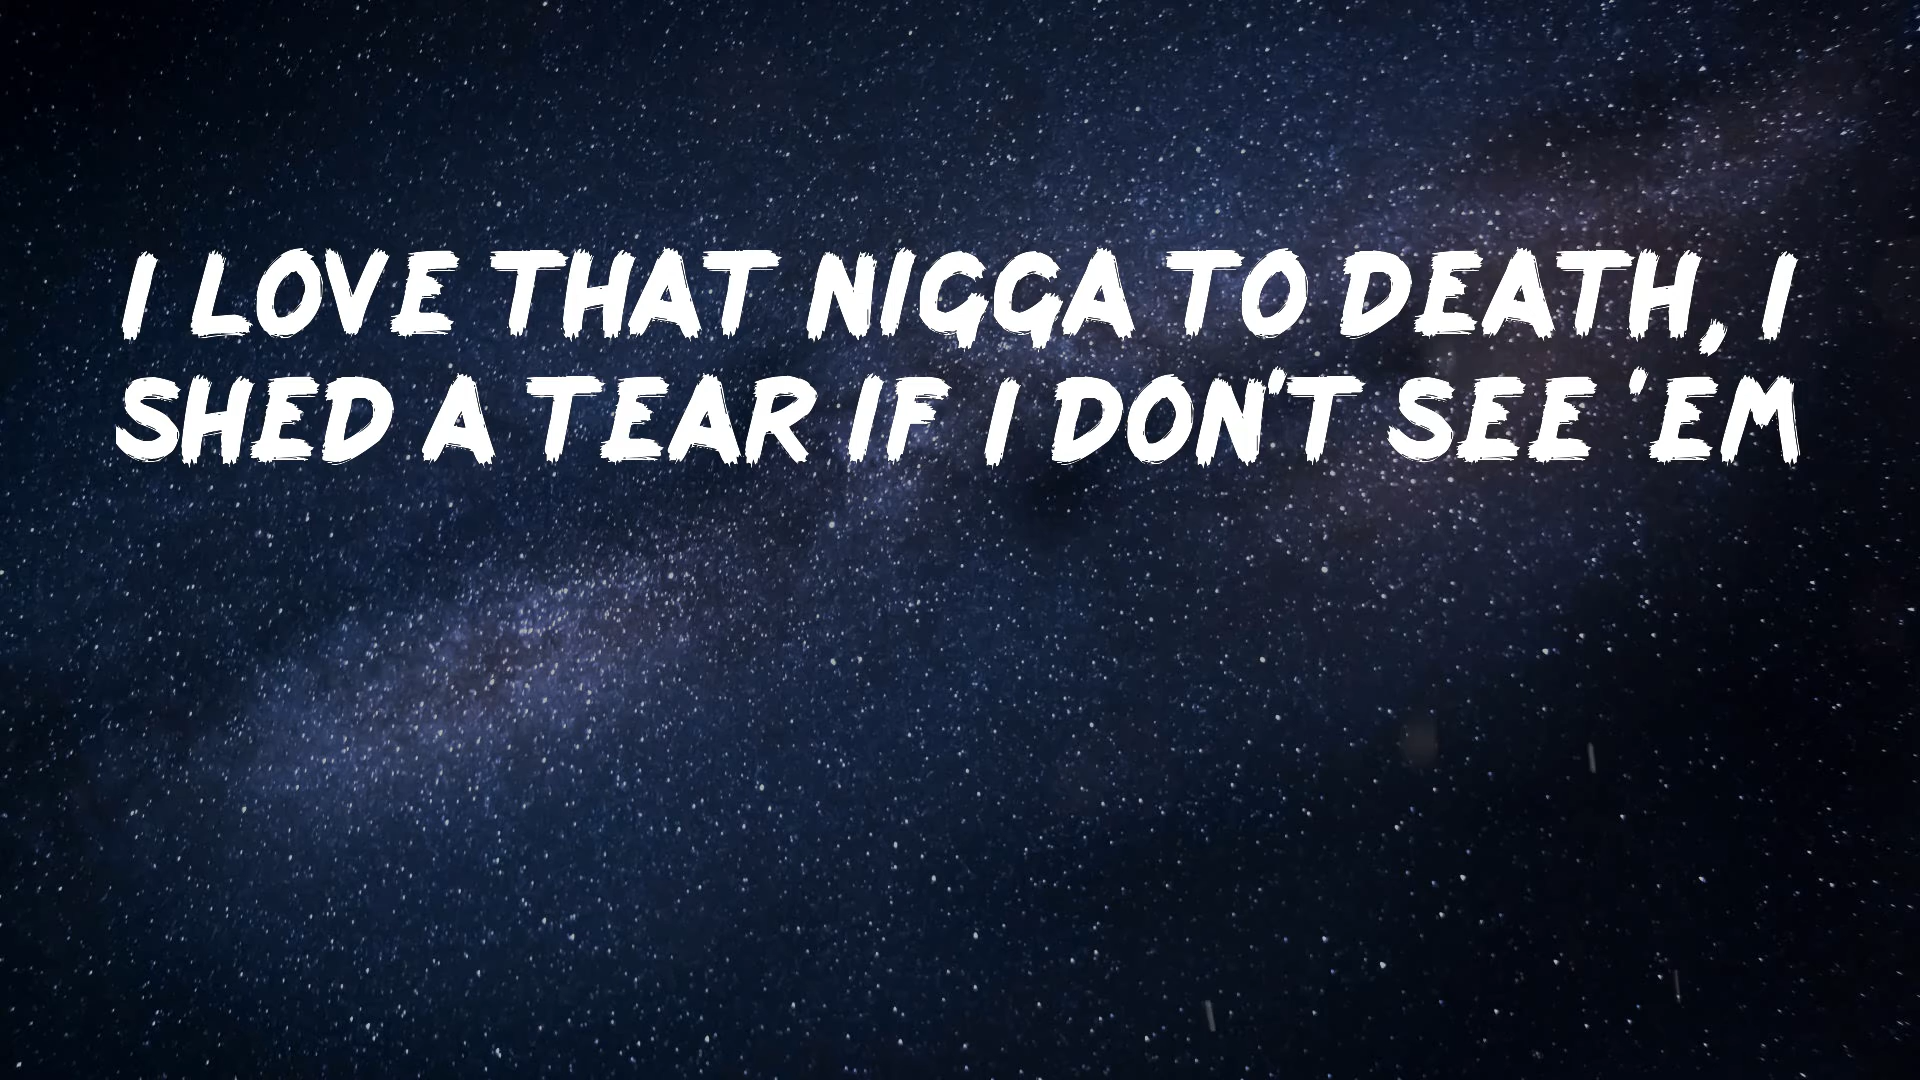 I LOVE THAT NIGGA TO DEATH, I
SHED A TEAR IF I DON'T SEE 'EM